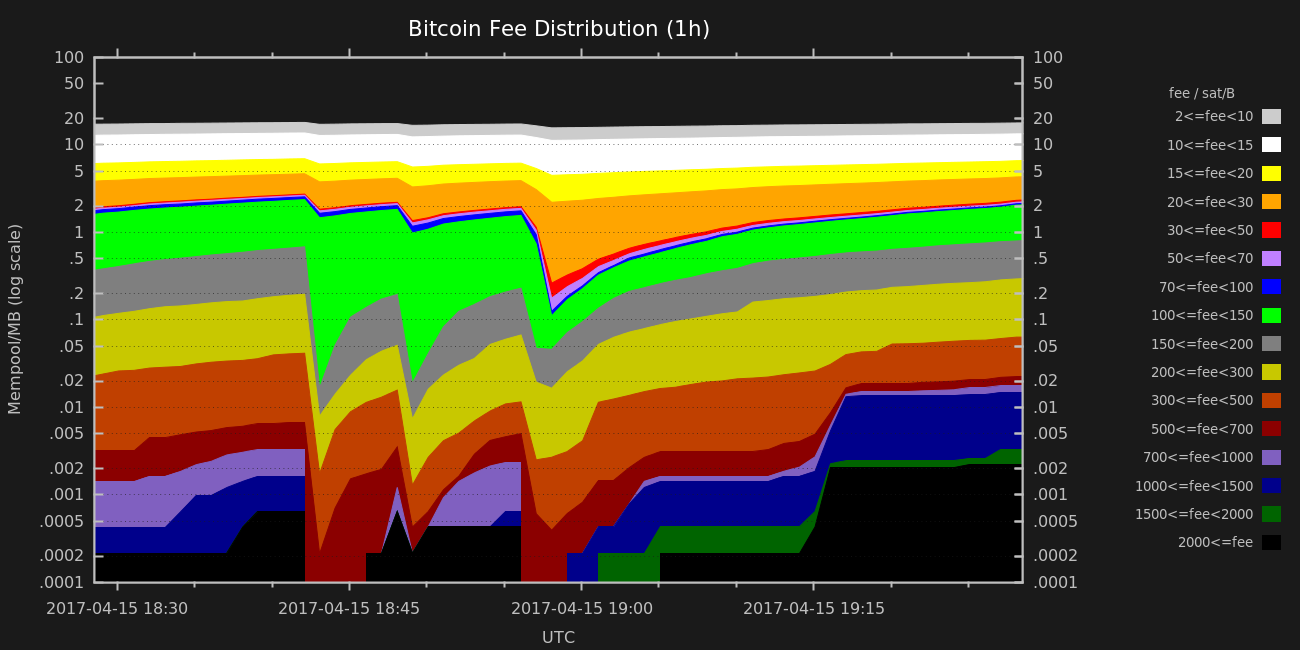 Bitcoin Fee Distribution (1h)
Mempool/MB (log scale)
100
50
20
10
5
2
1
.5
.2
.1
.05
.02
.01
.005
.002
.001
.0005
.0002
.0001
100
50
20
10
5
2
1
.5
.2
.1
.05
.02
.01
.005
.002
.001
.0005
.0002
.0001
2017-04-15 18:30
2017-04-15 18:45
2017-04-15 19:00
2017-04-15 19:15
UTC
fee / sat/B
2<=fee<10
10<=fee<15
15<=fee<20
20<=fee<30
30<=fee<50
50<=fee<70
70<=fee<100
100<=fee<150
150<=fee<200
200<=fee<300
300<=fee<500
500<=fee<700
700<=fee<1000
1000<=fee<1500
1500<=fee<2000
2000<=fee